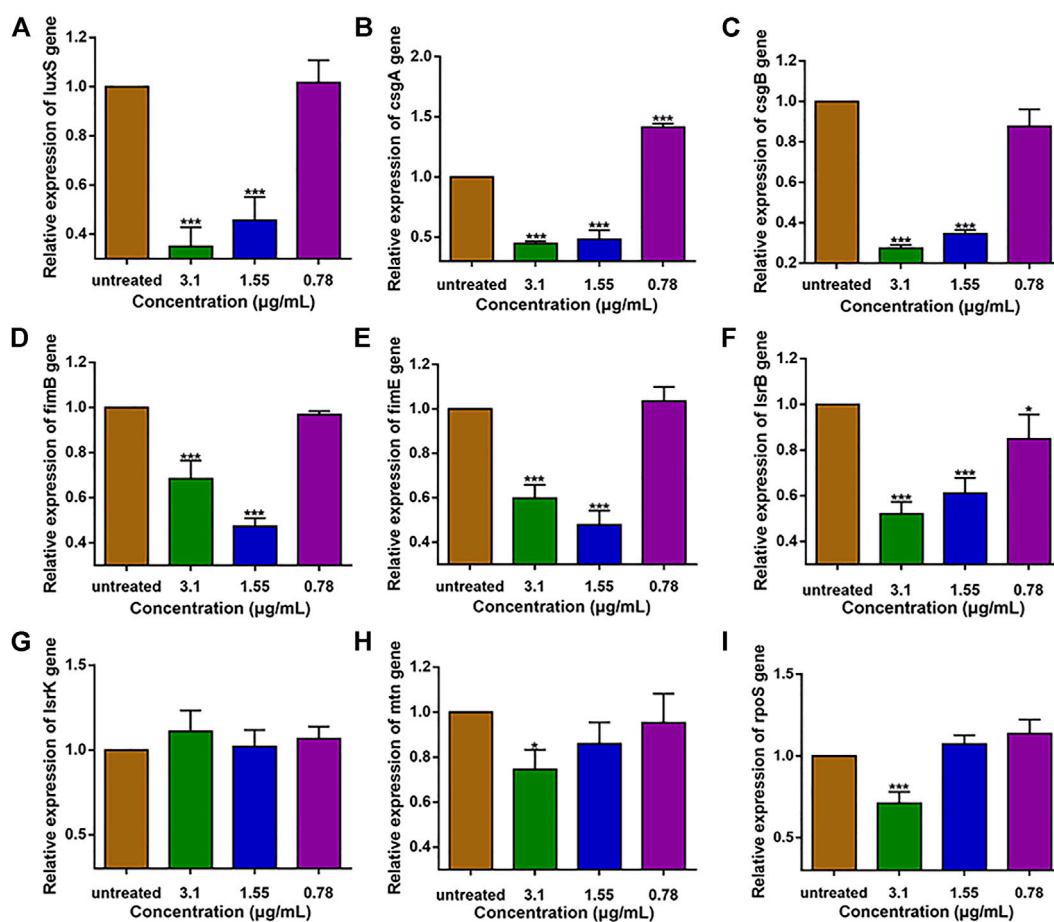 A
Relative expression of luxS gene
1.2
1.0
0.8
0.6
0.4
***
***
untreated 3.1 1.55 0.78
Concentration (µg/mL)
B
Relative expression of csgA gene
2.0
1.5
1.0
0.5
***
***
***
untreated 3.1 1.55 0.78
Concentration (µg/mL)
C
Relative expression of csgB gene
1.2
1.0
0.8
0.6
0.4
0.2
***
***
untreated 3.1 1.55 0.78
Concentration (µg/mL)
D
Relative expression of fimB gene
1.2
1.0
0.8
0.6
0.4
***
***
untreated 3.1 1.55 0.78
Concentration (µg/mL)
E
Relative expression of fimE gene
1.2
1.0
0.8
0.6
0.4
***
***
untreated 3.1 1.55 0.78
Concentration (µg/mL)
F
Relative expression of lsrB gene
1.2
1.0
0.8
0.6
0.4
***
***
*
untreated 3.1 1.55 0.78
Concentration (µg/mL)
G
Relative expression of lsrK gene
1.5
1.0
0.5
untreated 3.1 1.55 0.78
Concentration (µg/mL)
H
Relative expression of mtn gene
1.2
1.0
0.8
0.6
0.4
*
untreated 3.1 1.55 0.78
Concentration (µg/mL)
I
Relative expression of rpoS gene
1.5
1.0
0.5
***
untreated 3.1 1.55 0.78
Concentration (µg/mL)